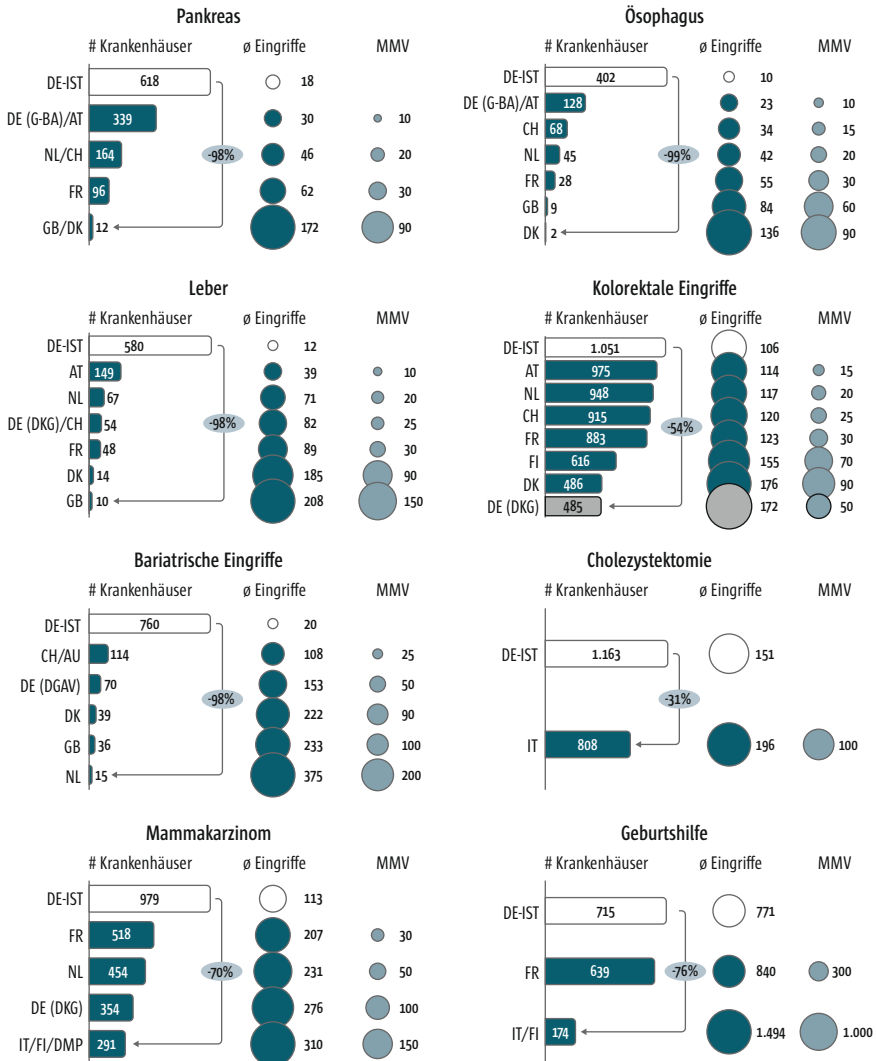 Pankreas
# Krankenhäuser ø Eingriffe MMV
DE-IST 618 18
DE (G-BA)/AT 339 30 10
NL/CH 164 -98% 46 20
FR 96 62 30
GB/DK 12 172 90
Ösophagus
# Krankenhäuser ø Eingriffe MMV
DE-IST 402 10
DE (G-BA)/AT 128 23 10
CH 68 34 15
NL 45 -99% 42 20
FR 28 55 30
GB 9 84 60
DK 2 136 90
Leber
# Krankenhäuser ø Eingriffe MMV
DE-IST 580 12
AT 149 39 10
NL 67 71 20
DE (DKG)/CH 54 -98% 82 25
FR 48 89 30
DK 14 185 90
GB 10 208 150
Kolorektale Eingriffe
# Krankenhäuser ø Eingriffe MMV
DE-IST 1.051 106
AT 975 114 15
NL 948 117 20
CH 915 120 25
FR 883 -54% 123 30
FI 616 155 70
DK 486 176 90
DE (DKG) 485 172 50
Bariatrische Eingriffe
# Krankenhäuser ø Eingriffe MMV
DE-IST 760 20
CH/AU 114 108 25
DE (DGAV) 70 -98% 153 50
DK 39 222 90
GB 36 233 100
NL 15 375 200
Cholezystektomie
# Krankenhäuser ø Eingriffe MMV
DE-IST 1.163 151
-31%
IT 808 196 100
Mammakarzinom
# Krankenhäuser ø Eingriffe MMV
DE-IST 979 113
FR 518 207 30
NL 454 -70% 231 50
DE (DKG) 354 276 100
IT/FI/DMP 291 310 150
Geburtshilfe
# Krankenhäuser ø Eingriffe MMV
DE-IST 715 771
FR 639 -76% 840 300
IT/FI 174 1.494 1.000